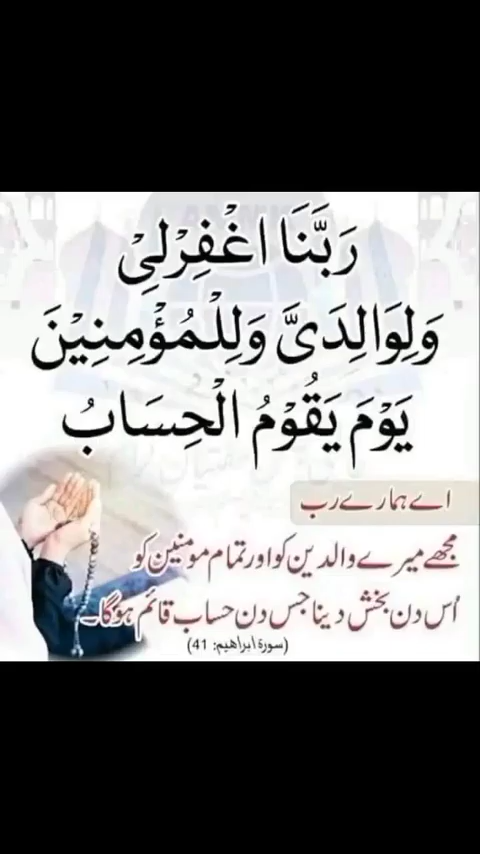 رَبَّنَا اغْفِرْلِیْ
وَلِوَالِدَیَّ وَلِلْمُؤْمِنِیْنَ
یَوْمَ یَقُوْمُ الْحِسَابُ
اے ہمارے رب
مجھے میرے والدین کو اور تمام مومنین کو
اُس دن بخش دینا جس دن حساب قائم ہوگا۔
(سورۃ ابراھیم: 41)